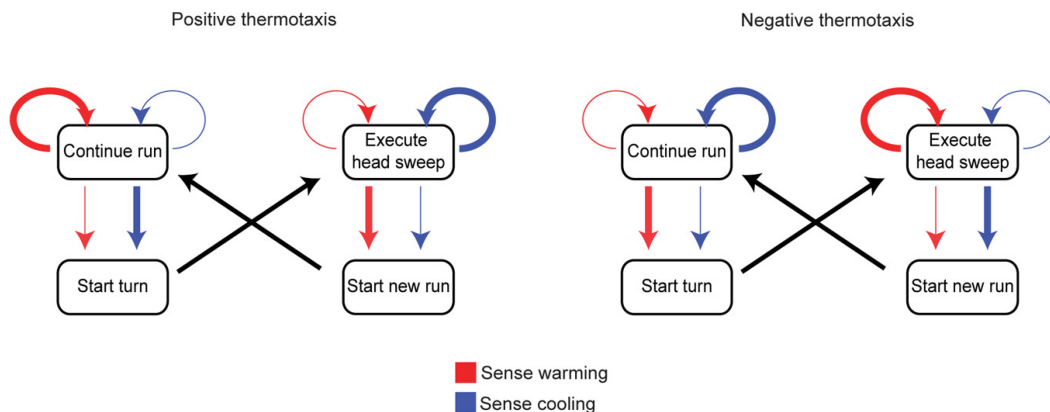 Positive thermotaxis
Negative thermotaxis
Continue run
Execute
head sweep
Start turn
Start new run
Continue run
Execute
head sweep
Start turn
Start new run
Sense warming
Sense cooling